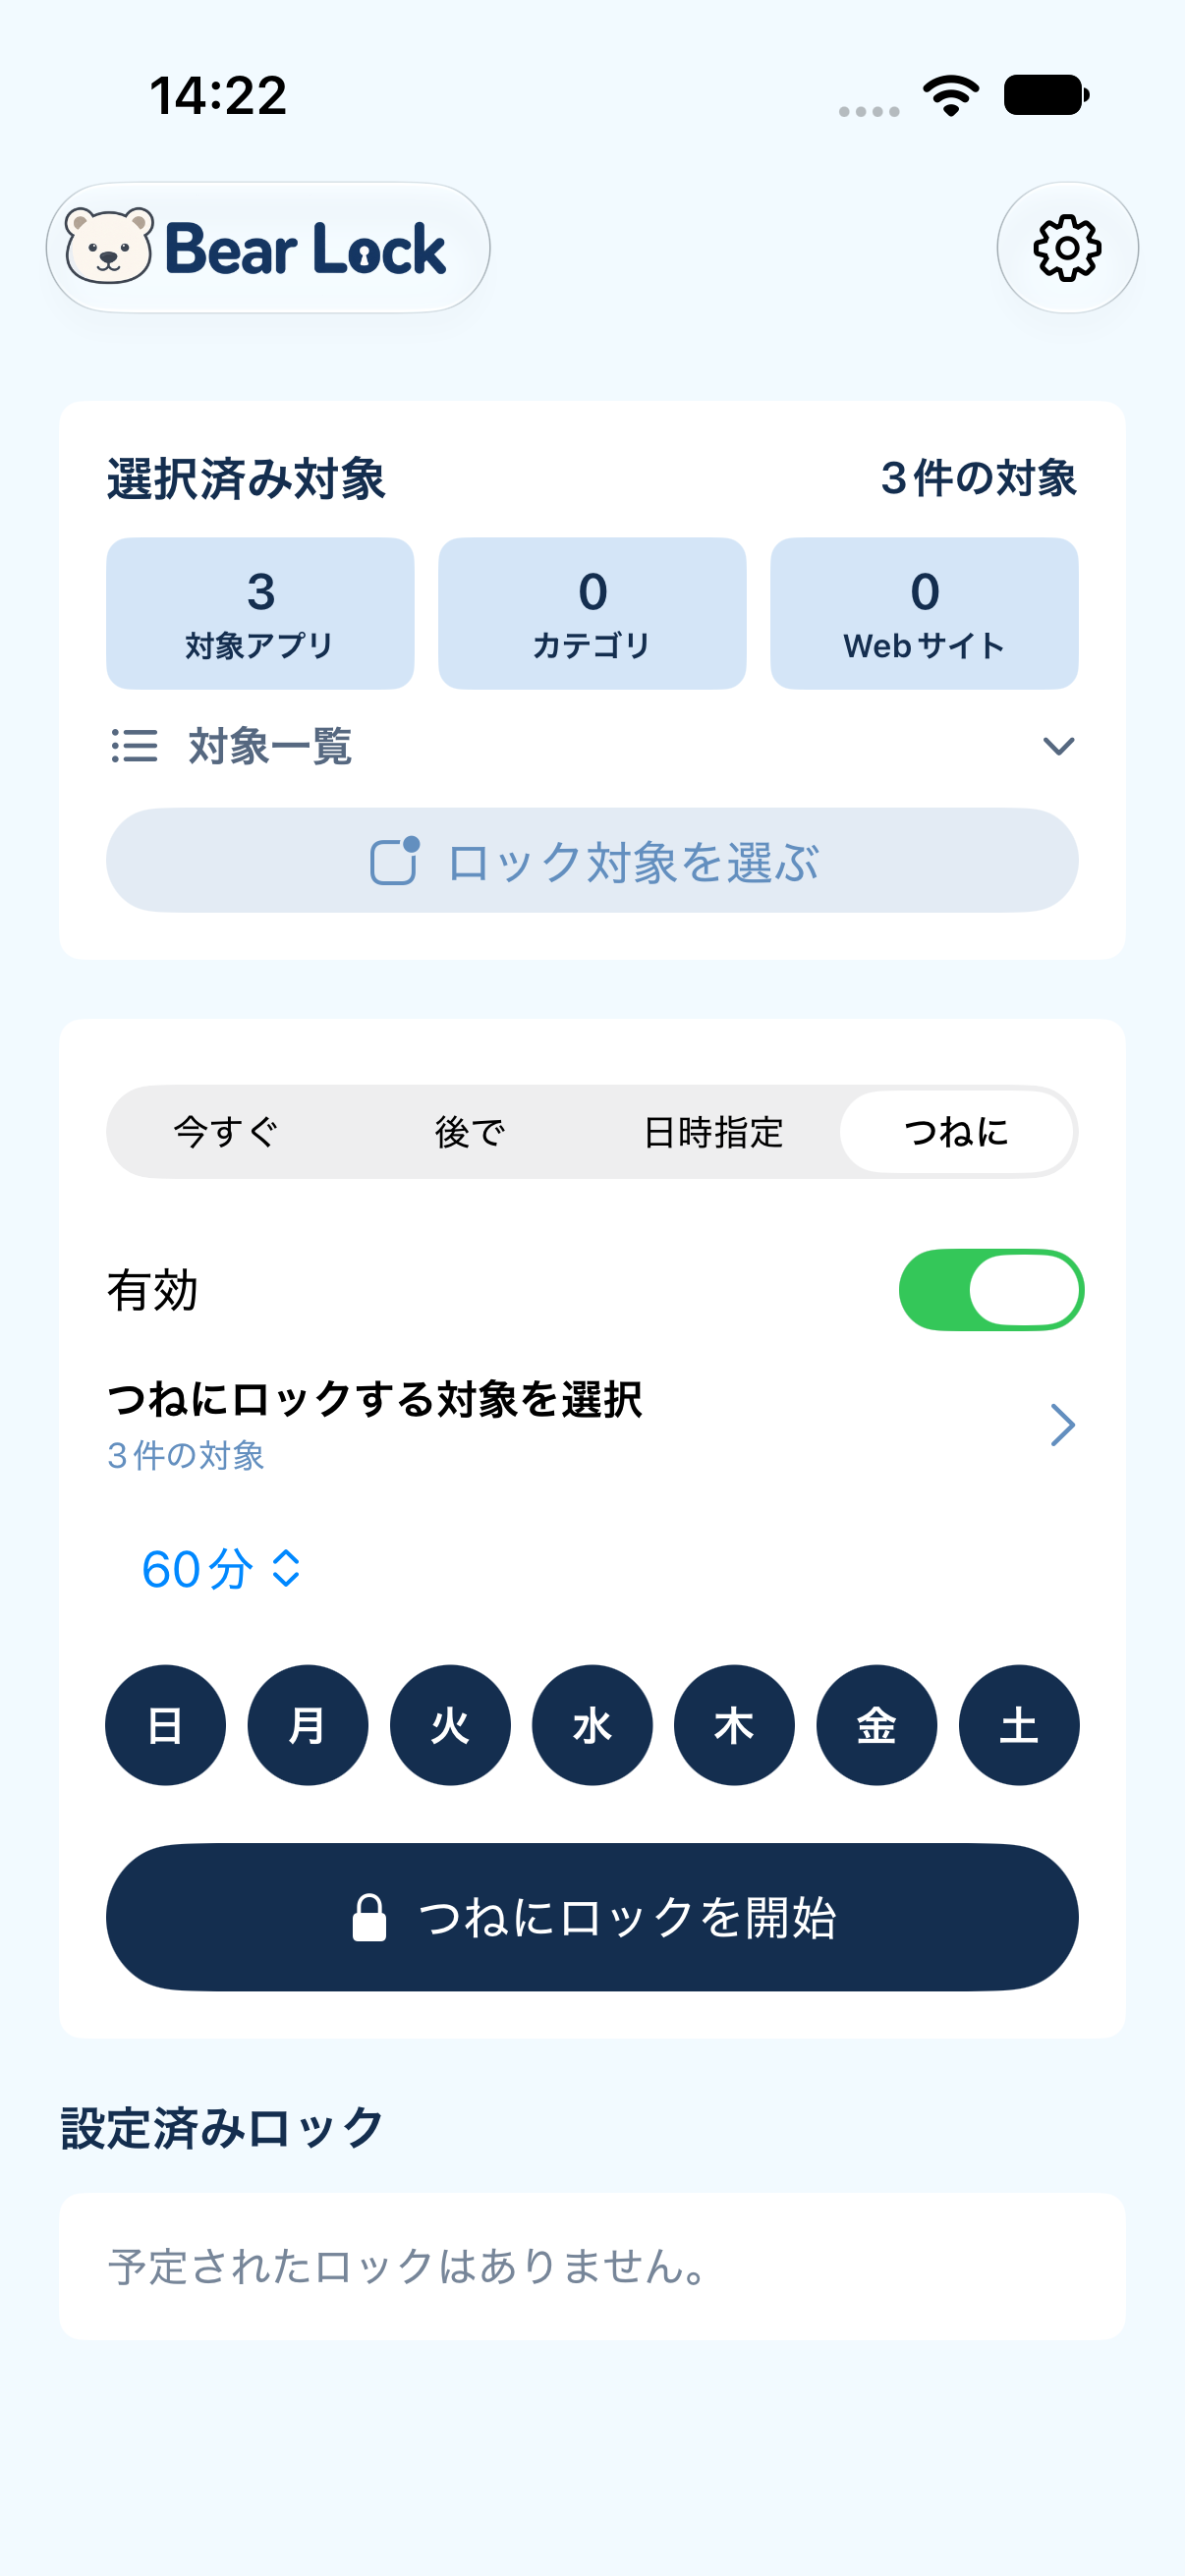 14:22
Bear Lock
選択済み対象
3件の対象
3
対象アプリ
0
カテゴリ
0
Webサイト
対象一覧
ロック対象を選ぶ
今すぐ
後で
日時指定
つねに
有効
つねにロックする対象を選択
3件の対象
60分
日
月
火
水
木
金
土
つねにロックを開始
設定済みロック
予定されたロックはありません。